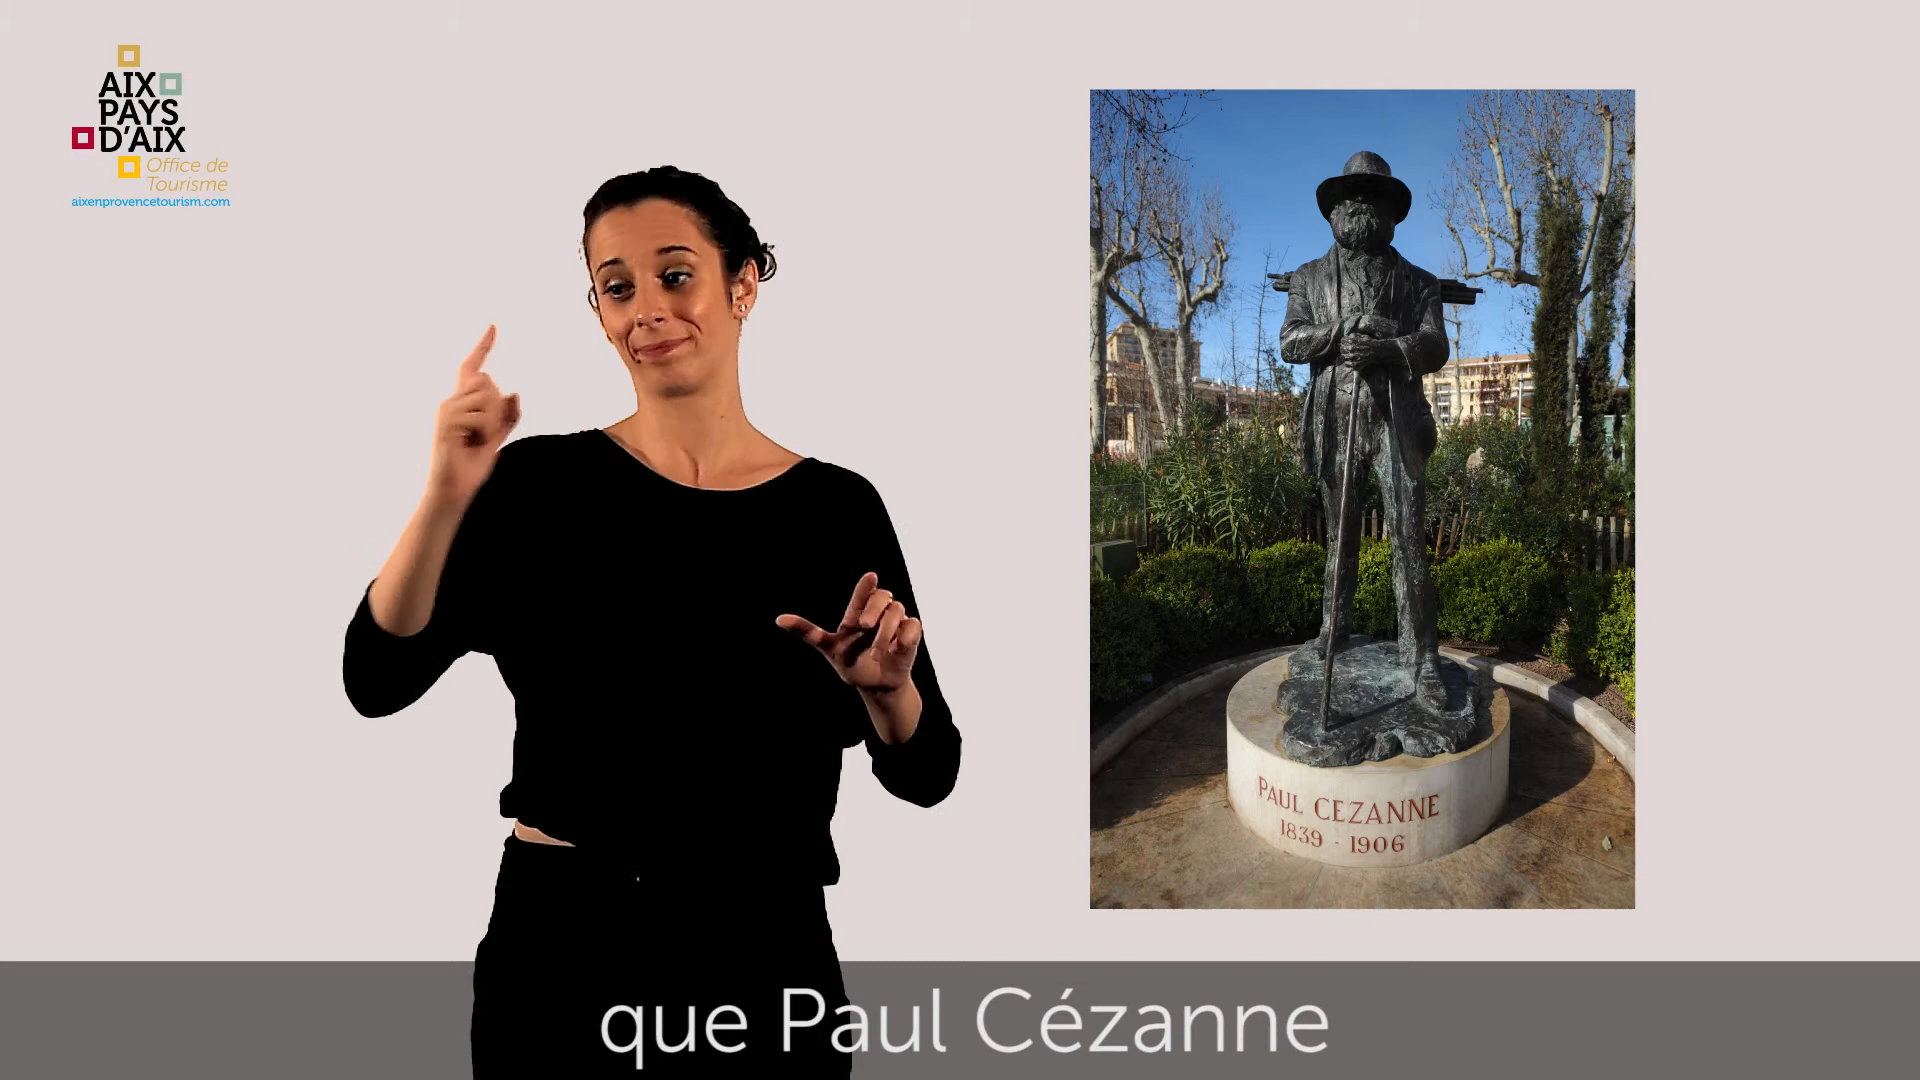 AIX
PAYS
D'AIX
Office de
Tourisme
aixenprovencetourism.com
PAUL CEZANNE
1839 - 1906
que Paul Cézanne